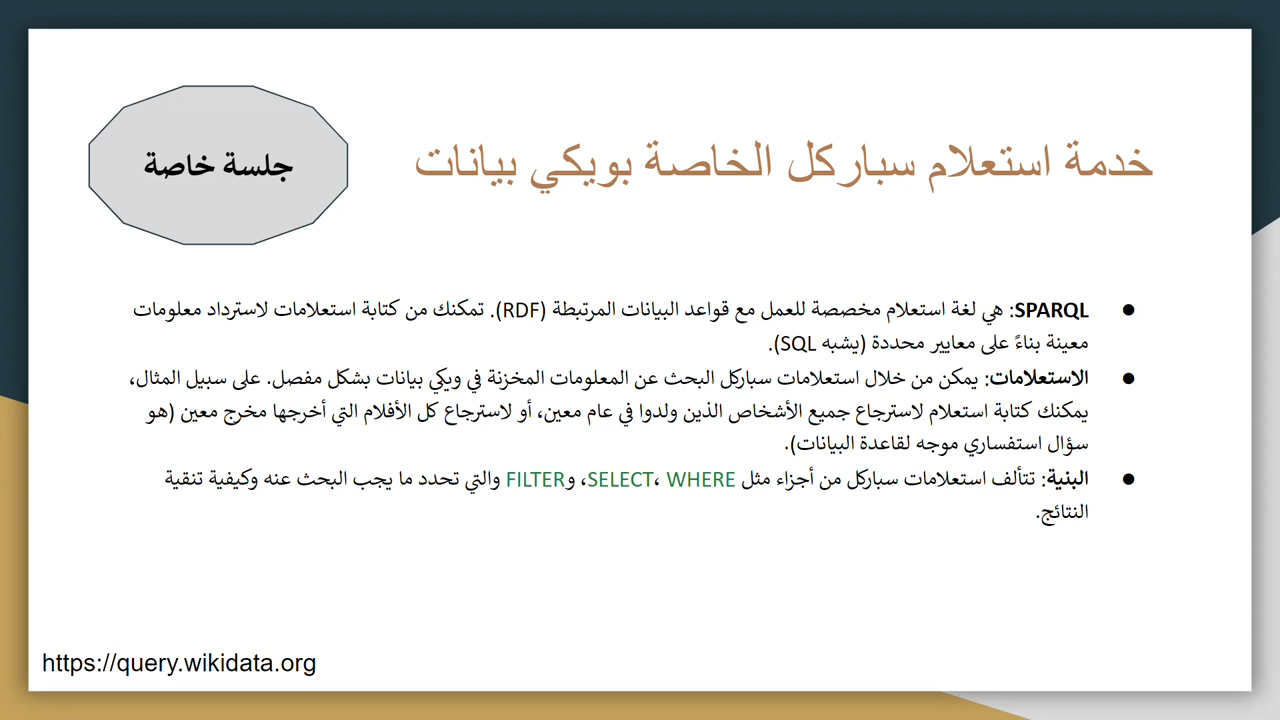 خدمة استعلام سباركل الخاصة بويكي بيانات
جلسة خاصة
● SPARQL: هي لغة استعلام مخصصة للعمل مع قواعد البيانات المرتبطة (RDF). تمكنك من كتابة استعلامات لاسترداد معلومات
معينة بناءً على معايير محددة (يشبه SQL).
● الاستعلامات: يمكن من خلال استعلامات سباركل البحث عن المعلومات المخزنة في ويكي بيانات بشكل مفصل. على سبيل المثال،
يمكنك كتابة استعلام لاسترجاع جميع الأشخاص الذين ولدوا في عام معين، أو لاسترجاع كل الأفلام التي أخرجها مخرج معين (هو
سؤال استفساري موجه لقاعدة البيانات).
● البنية: تتألف استعلامات سباركل من أجزاء مثل SELECT، WHERE، وFILTER والتي تحدد ما يجب البحث عنه وكيفية تنقية
النتائج.
https://query.wikidata.org